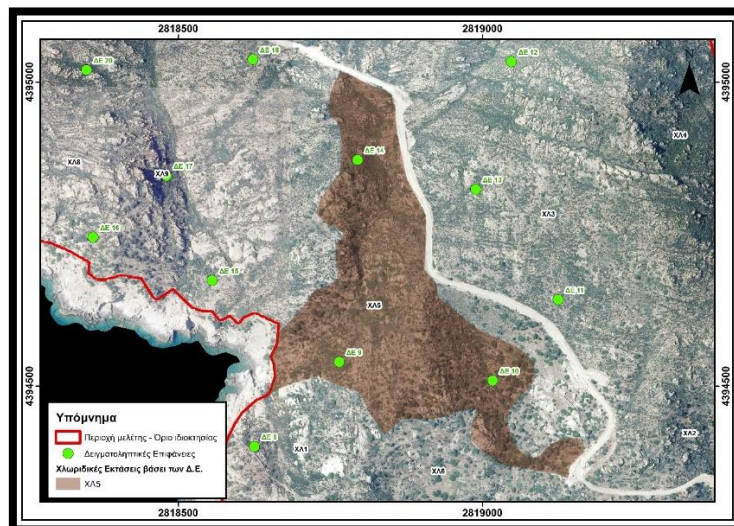 2818500
2819000
ΔΕ 18
ΔΕ 12
ΔΕ 20
N
4395000
4395000
ΧΛ4
ΔΕ 14
ΧΛ8
ΔΕ 17
ΧΛ9
ΔΕ 13
ΧΛ3
ΔΕ 16
ΔΕ 15
ΔΕ 11
ΧΛ5
ΔΕ 9
ΔΕ 10
4394500
4394500
Υπόμνημα
Περιοχή μελέτης - Όριο ιδιοκτησίας
Δειγματοληπτικές Επιφάνειες
Χλωριδικές Εκτάσεις βάσει των Δ.Ε.
ΧΛ5
ΔΕ 8
ΧΛ1
ΧΛ2
ΧΛ6
2818500
2819000